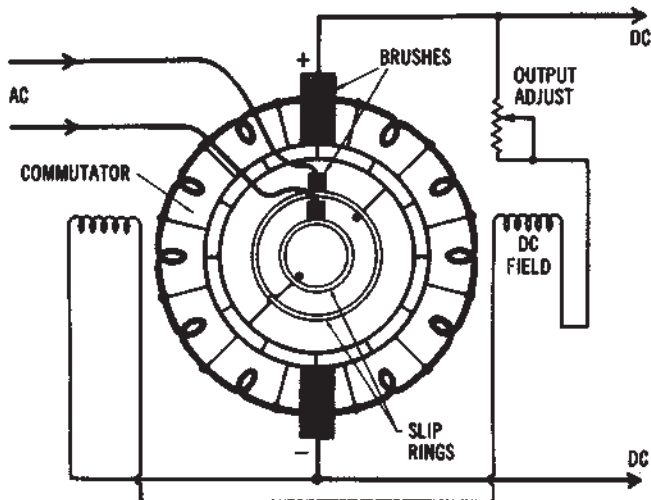 DC
+
BRUSHES
OUTPUT
ADJUST
AC
COMMUTATOR
DC
FIELD
SLIP
RINGS
−
DC